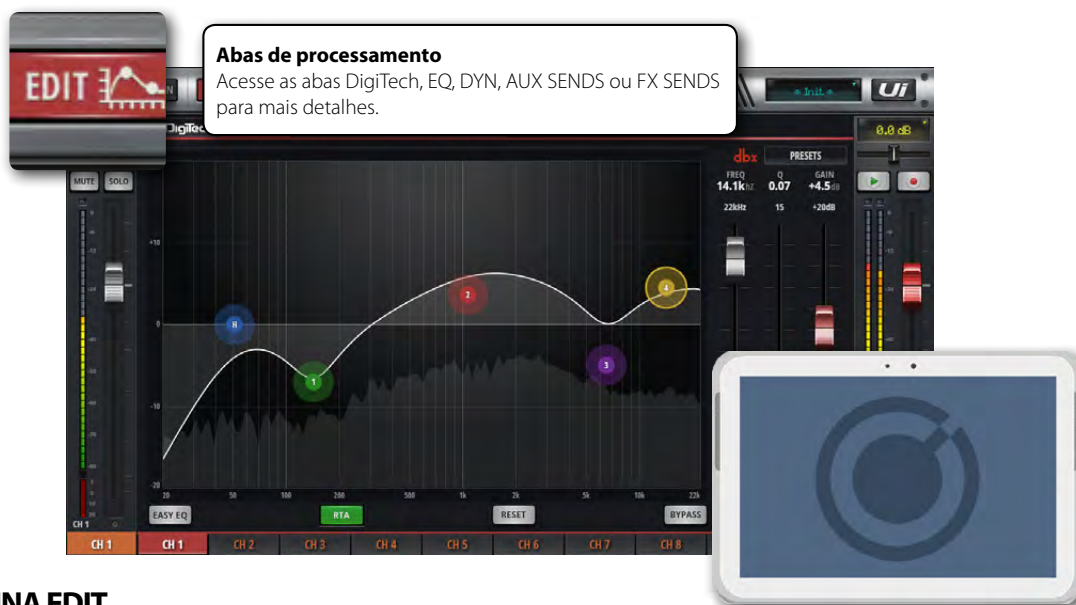 EDIT
Abas de processamento
Acesse as abas DigiTech, EQ, DYN, AUX SENDS ou FX SENDS
para mais detalhes.
* Init *
Ui
0.0 dB
MUTE SOLO
dbx PRESETS
FREQ Q GAIN
14.1kHZ 0.07 +4.5dB
22kHz 15 +20dB
+10
0
-10
-20
H
1
2
3
4
20 50 100 200 500 1k 2k 5k 10k 22k
EASY EQ RTA RESET BYPASS
CH 1
CH 1 CH 1 CH 2 CH 3 CH 4 CH 5 CH 6 CH 7 CH 8
EDIT